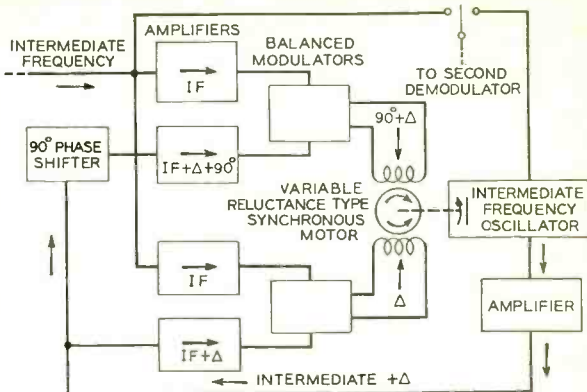 INTERMEDIATE
FREQUENCY
AMPLIFIERS
IF
BALANCED
MODULATORS
TO SECOND
DEMODULATOR
90° PHASE
SHIFTER
IF+Δ+90°
90°+Δ
VARIABLE
RELUCTANCE TYPE
SYNCHRONOUS
MOTOR
INTERMEDIATE
FREQUENCY
OSCILLATOR
IF
Δ
AMPLIFIER
IF+Δ
INTERMEDIATE +Δ